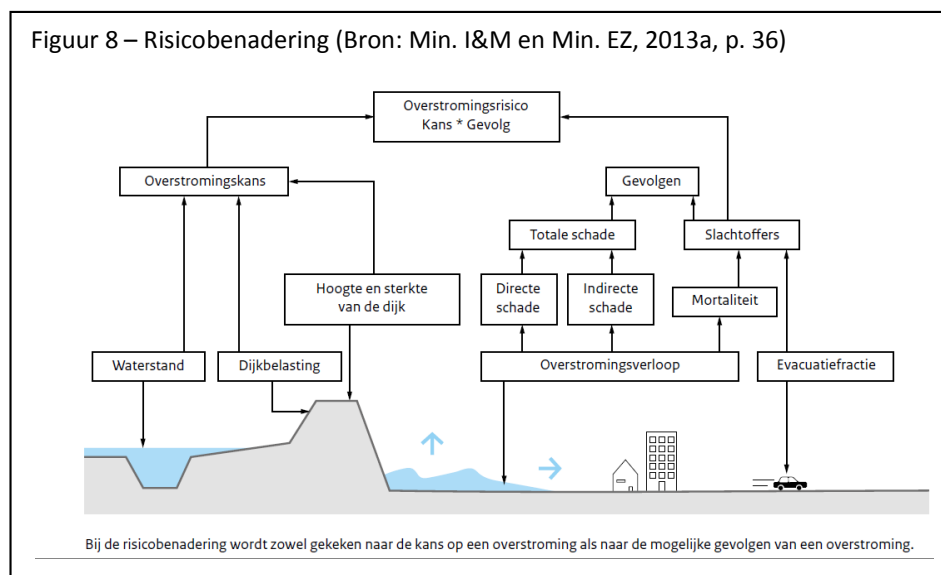 Figuur 8 – Risicobenadering (Bron: Min. I&M en Min. EZ, 2013a, p. 36)
Overstromingsrisico
Kans * Gevolg
Overstromingskans
Gevolgen
Totale schade
Slachtoffers
Hoogte en sterkte
van de dijk
Directe
schade
Indirecte
schade
Mortaliteit
Waterstand
Dijkbelasting
Overstromingsverloop
Evacuatiefractie
Bij de risicobenadering wordt zowel gekeken naar de kans op een overstroming als naar de mogelijke gevolgen van een overstroming.